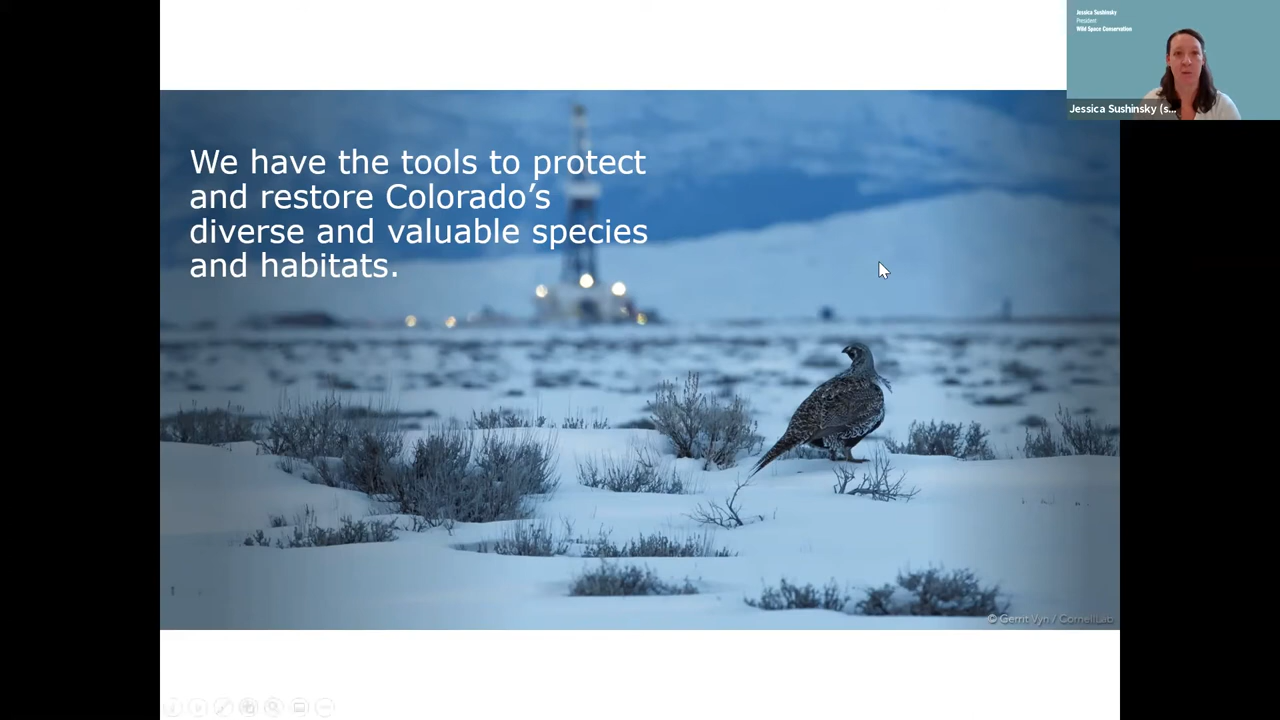 Jessica Sushinsky
President
Wild Space Conservation
Jessica Sushinsky (s...
We have the tools to protect
and restore Colorado's
diverse and valuable species
and habitats.
© Gerrit Vyn / CornellLab